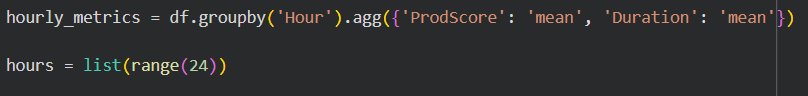 hourly_metrics = df.groupby('Hour').agg({'ProdScore': 'mean', 'Duration': 'mean'})
hours = list(range(24))